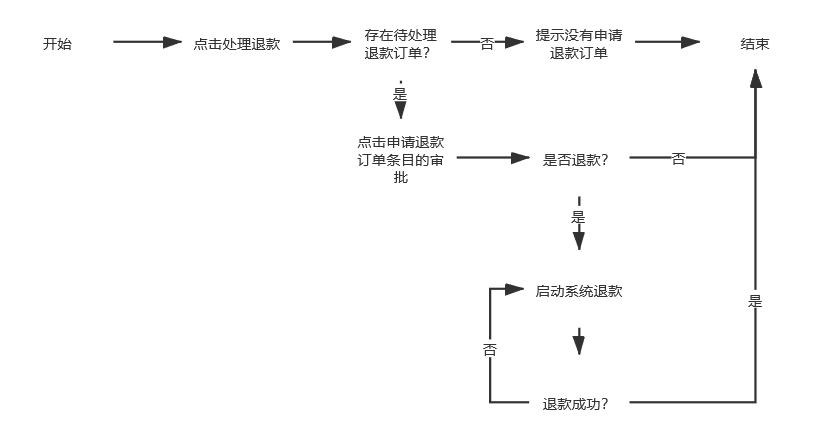 开始
点击处理退款
存在待处理
退款订单?
否
提示没有申请
退款订单
结束
是
点击申请退款
订单条目的审
批
是否退款?
否
是
启动系统退款
是
否
退款成功?